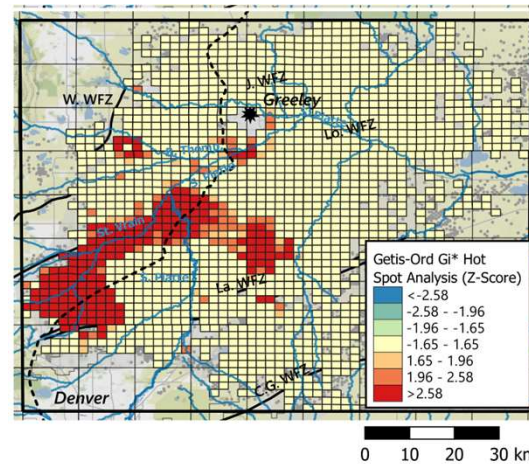 J. WFZ
W. WFZ
Greeley
Lo. WFZ
St. Vrain
S. Platte
La. WFZ
C.G. WFZ
Denver
Getis-Ord Gi* Hot
Spot Analysis (Z-Score)
<-2.58
-2.58 - -1.96
-1.96 - -1.65
-1.65 - 1.65
1.65 - 1.96
1.96 - 2.58
>2.58
0 10 20 30 km